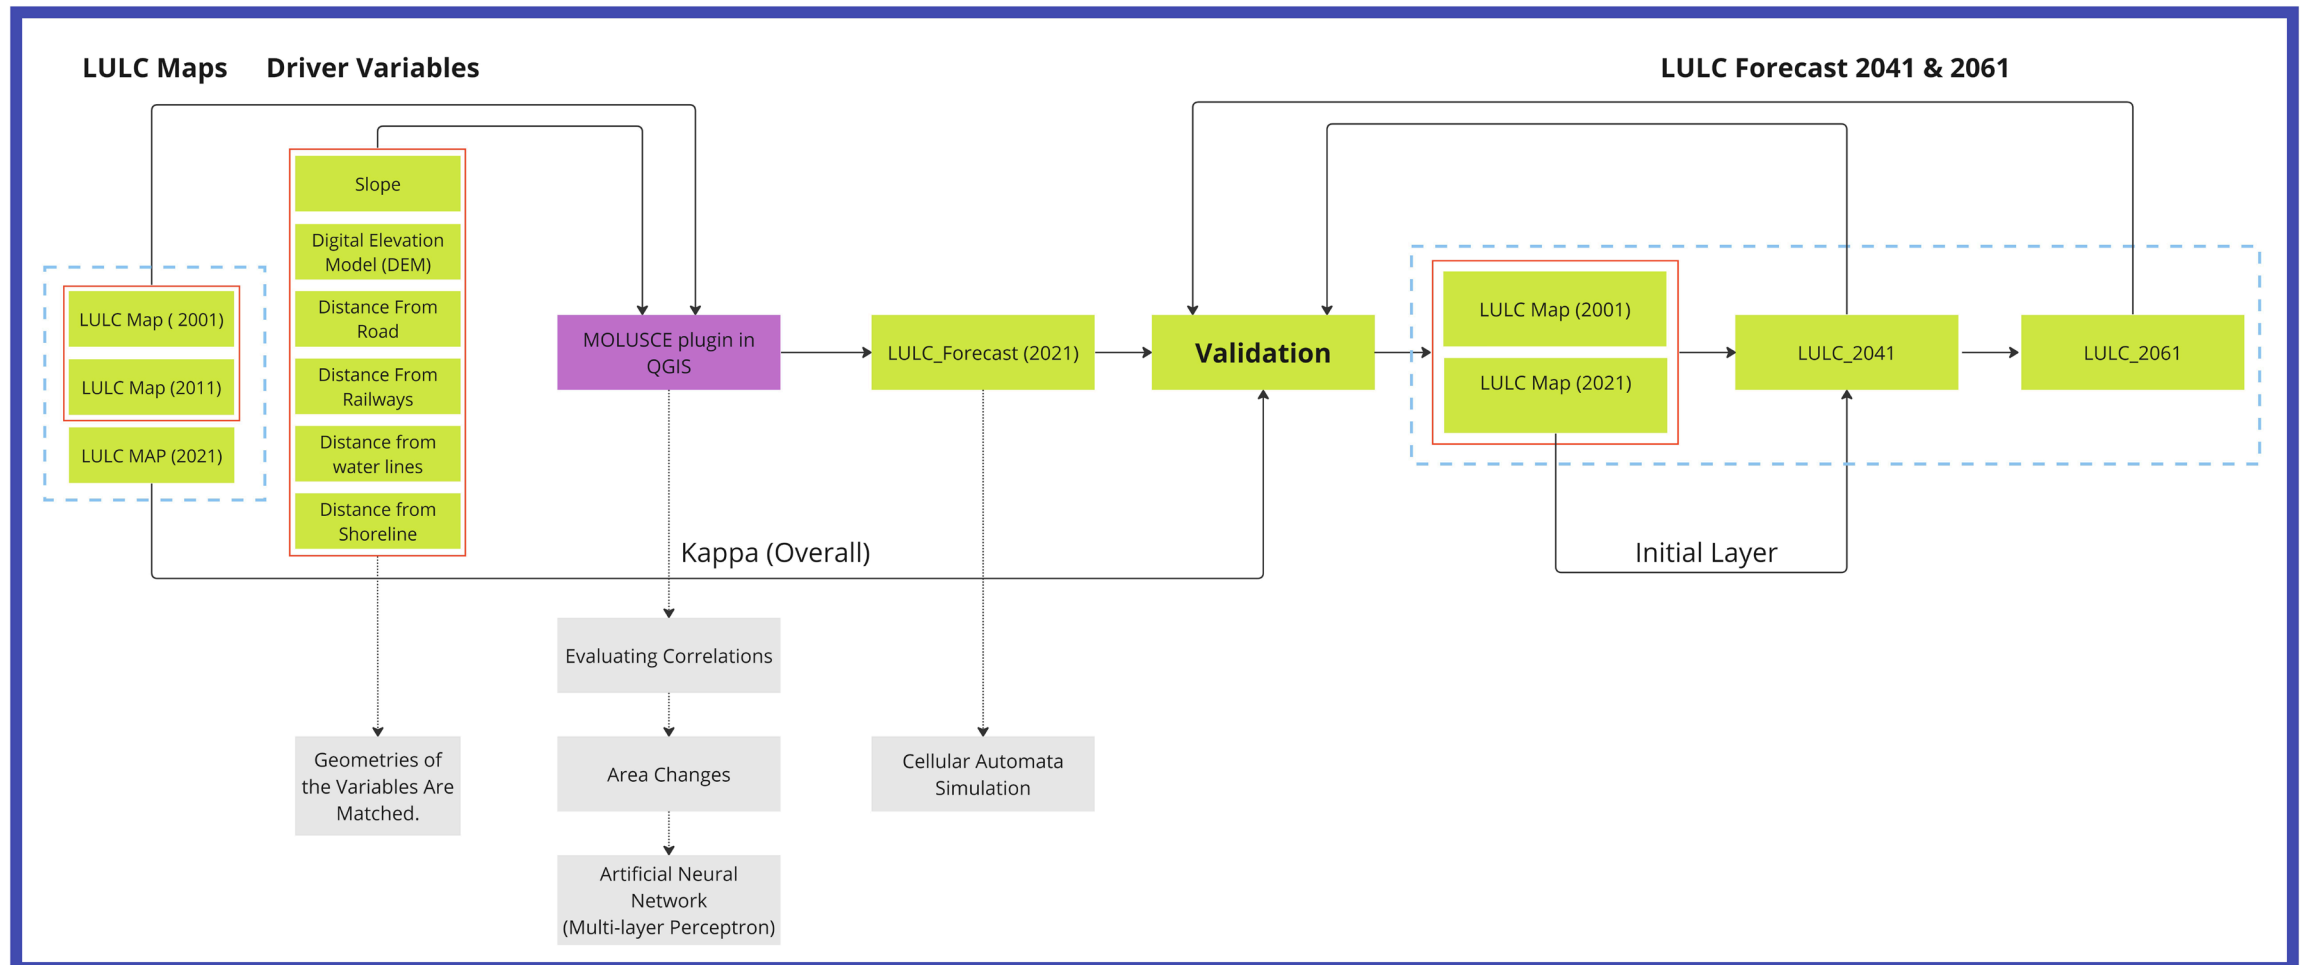 LULC Maps
Driver Variables
LULC Forecast 2041 & 2061
LULC Map ( 2001)
LULC Map (2011)
LULC MAP (2021)
Slope
Digital Elevation
Model (DEM)
Distance From
Road
Distance From
Railways
Distance from
water lines
Distance from
Shoreline
Geometries of
the Variables Are
Matched.
MOLUSCE plugin in
QGIS
Kappa (Overall)
Evaluating Correlations
Area Changes
Artificial Neural
Network
(Multi-layer Perceptron)
LULC_Forecast (2021)
Cellular Automata
Simulation
Validation
LULC Map (2001)
LULC Map (2021)
Initial Layer
LULC_2041
LULC_2061